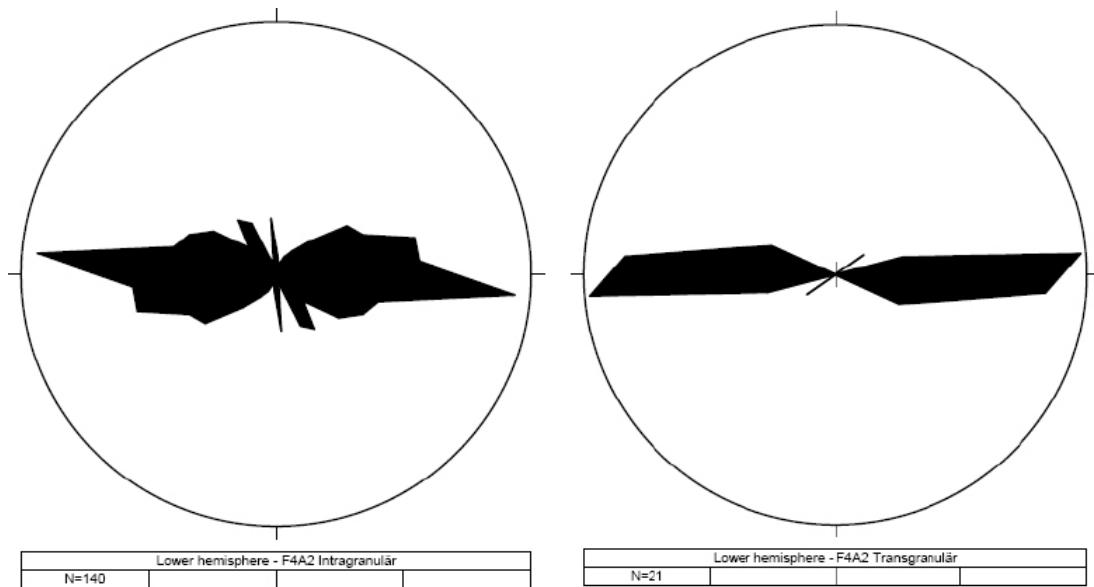 Lower hemisphere - F4A2 Intragranulär
N=140
Lower hemisphere - F4A2 Transgranulär
N=21